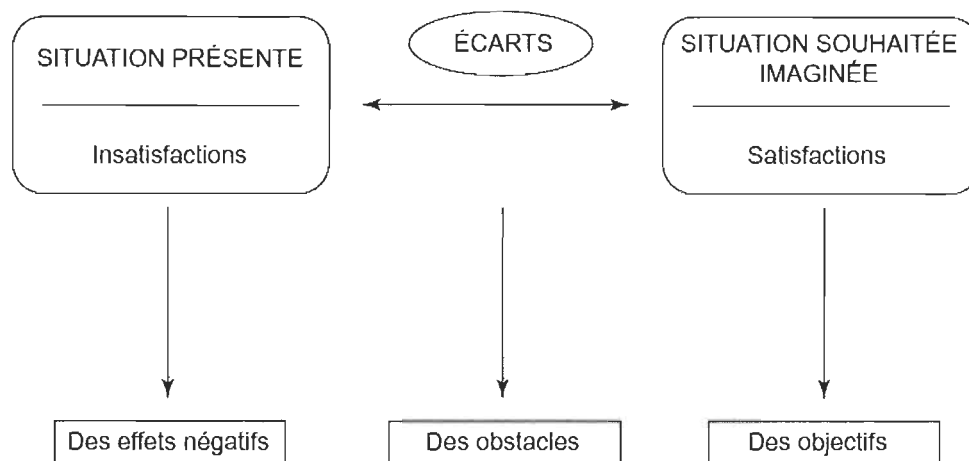 SITUATION PRÉSENTE
Insatisfactions
ÉCARTS
SITUATION SOUHAITÉE
IMAGINÉE
Satisfactions
Des effets négatifs
Des obstacles
Des objectifs